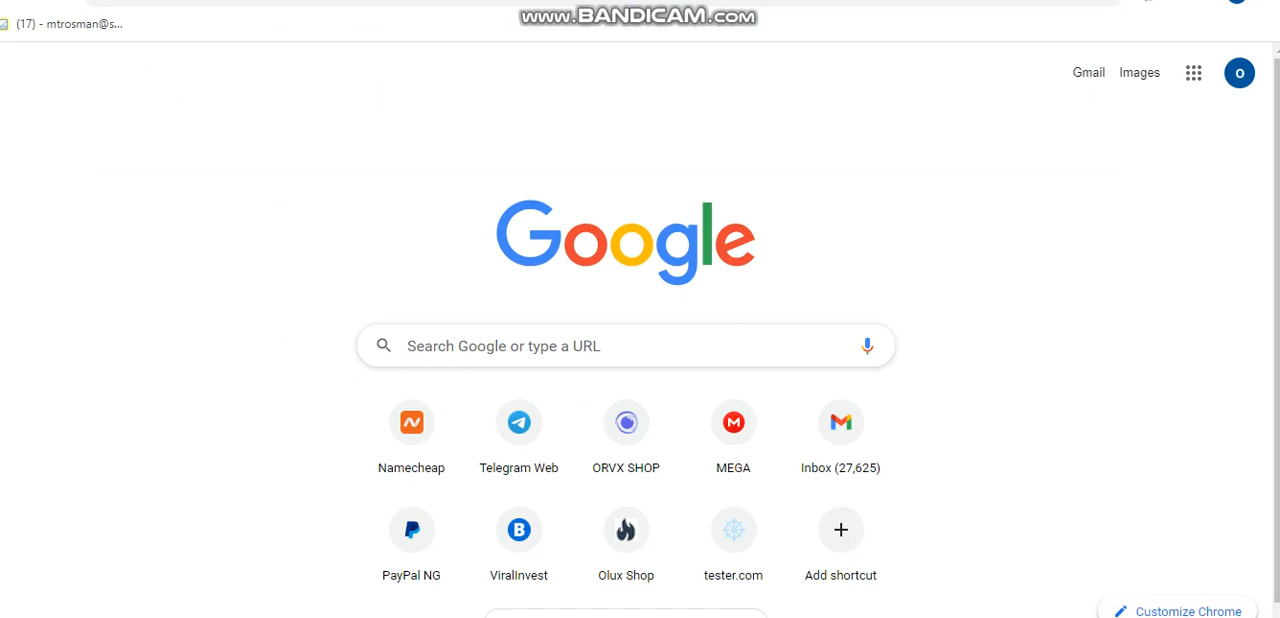 www.BANDICAM.com
(17) - mtrosman@s...
Gmail Images
O
Google
Search Google or type a URL
Namecheap Telegram Web ORVX SHOP MEGA Inbox (27,625)
PayPal NG ViralInvest Olux Shop tester.com Add shortcut
Customize Chrome